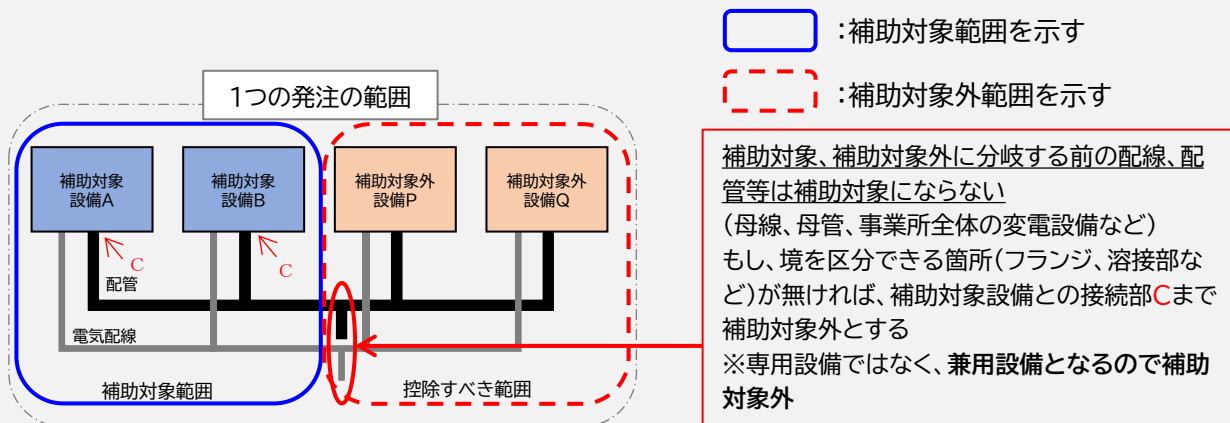 :補助対象範囲を示す
:補助対象外範囲を示す
1つの発注の範囲
補助対象
設備A
補助対象
設備B
補助対象外
設備P
補助対象外
設備Q
C
C
配管
電気配線
補助対象範囲
控除すべき範囲
補助対象、補助対象外に分岐する前の配線、配
管等は補助対象にならない
(母線、母管、事業所全体の変電設備など)
もし、境を区分できる箇所(フランジ、溶接部な
ど)が無ければ、補助対象設備との接続部Cまで
補助対象外とする
※専用設備ではなく、兼用設備となるので補助
対象外